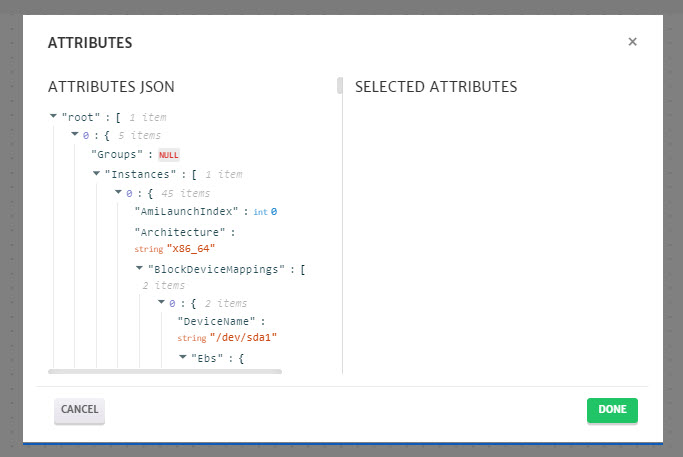 ATTRIBUTES
×
ATTRIBUTES JSON
"root" : [ 1 item
0 : { 5 items
"Groups" : NULL
"Instances" : [ 1 item
0 : { 45 items
"AmiLaunchIndex" : int 0
"Architecture" :
string "x86_64"
"BlockDeviceMappings" : [
2 items
0 : { 2 items
"DeviceName" :
string "/dev/sda1"
"Ebs" : {
SELECTED ATTRIBUTES
CANCEL
DONE